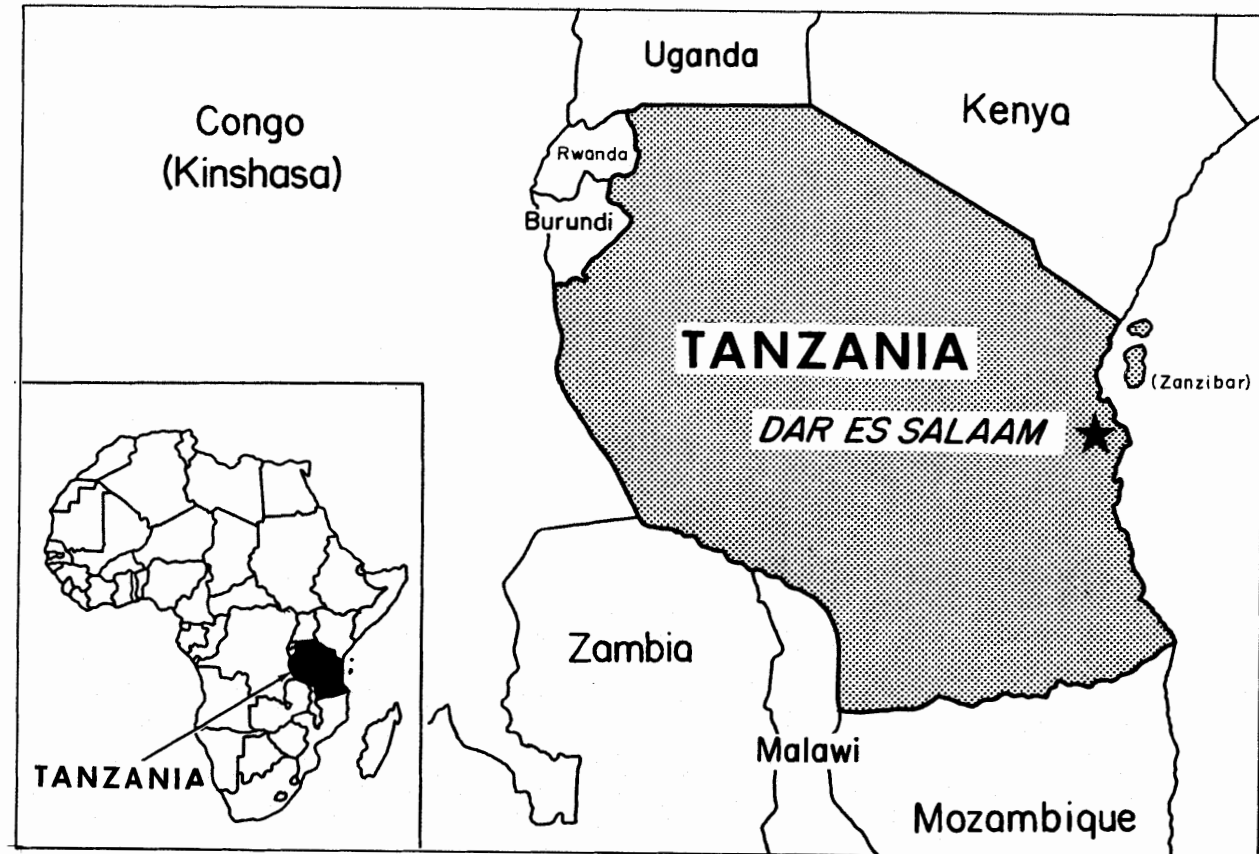 Uganda
Kenya
Congo
(Kinshasa)
Rwanda
Burundi
TANZANIA
(Zanzibar)
DAR ES SALAAM
Zambia
Malawi
TANZANIA
Mozambique